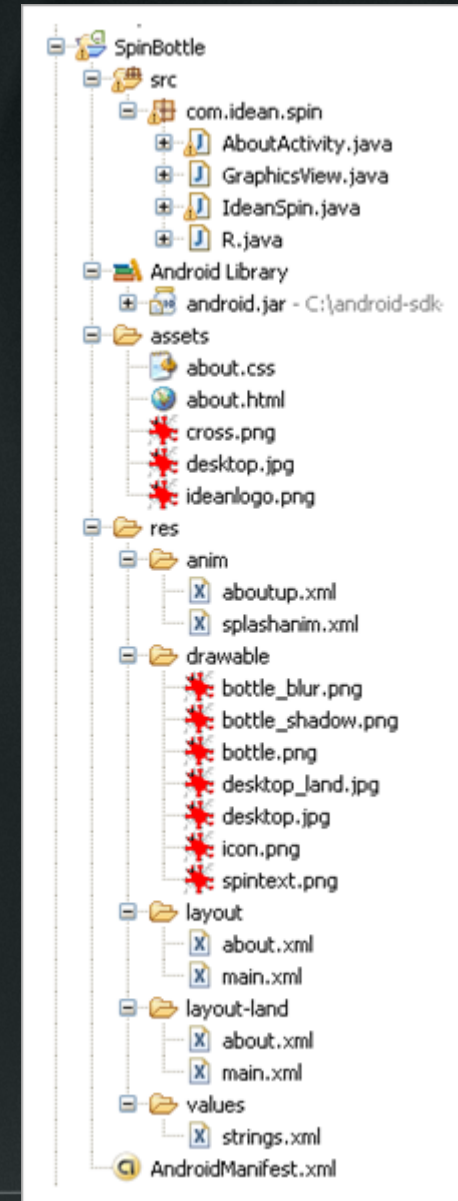 SpinBottle
src
com.idean.spin
AboutActivity.java
GraphicsView.java
IdeanSpin.java
R.java
Android Library
android.jar - C:\android-sdk-
assets
about.css
about.html
cross.png
desktop.jpg
ideanlogo.png
res
anim
aboutup.xml
splashanim.xml
drawable
bottle_blur.png
bottle_shadow.png
bottle.png
desktop_land.jpg
desktop.jpg
icon.png
spintext.png
layout
about.xml
main.xml
layout-land
about.xml
main.xml
values
strings.xml
AndroidManifest.xml